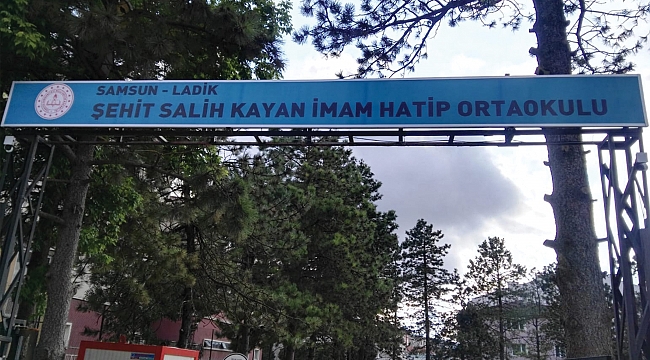 SAMSUN - LADİK
ŞEHİT SALİH KAYAN İMAM HATİP ORTAOKULU